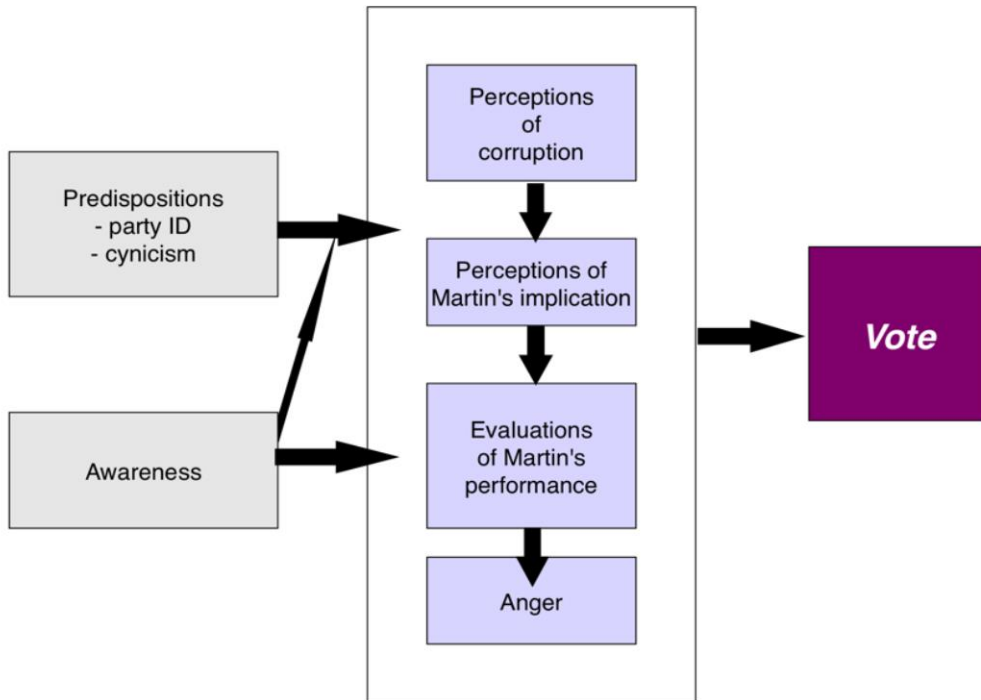 Perceptions
of
corruption
Predispositions
- party ID
- cynicism
Perceptions of
Martin's implication
Vote
Evaluations
of Martin's
performance
Awareness
Anger